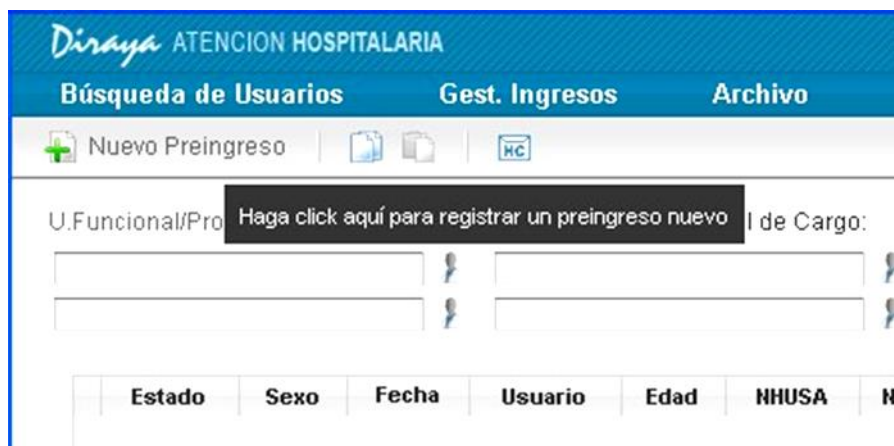 Diraya ATENCION HOSPITALARIA
Búsqueda de Usuarios Gest. Ingresos Archivo
Nuevo Preingreso HC
Haga click aquí para registrar un preingreso nuevo
U.Funcional/Pro l de Cargo:
Estado Sexo Fecha Usuario Edad NHUSA N